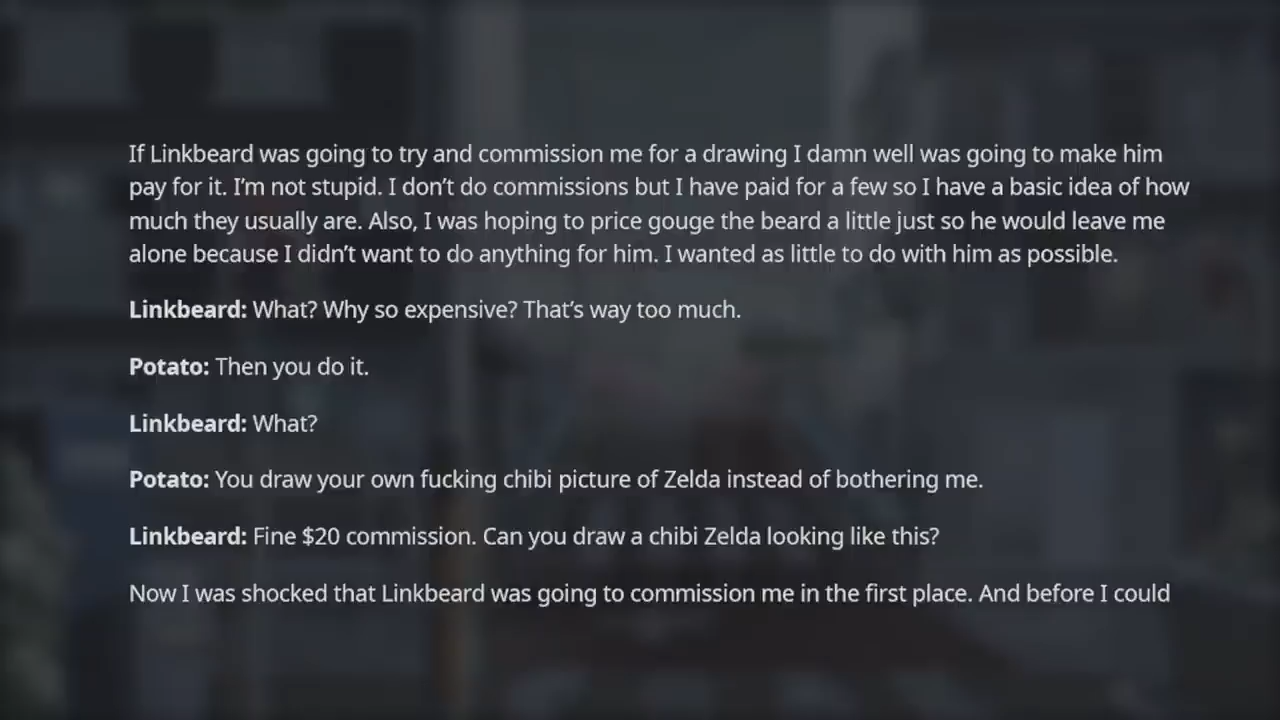 If Linkbeard was going to try and commission me for a drawing I damn well was going to make him
pay for it. I’m not stupid. I don’t do commissions but I have paid for a few so I have a basic idea of how
much they usually are. Also, I was hoping to price gouge the beard a little just so he would leave me
alone because I didn’t want to do anything for him. I wanted as little to do with him as possible.
Linkbeard: What? Why so expensive? That’s way too much.
Potato: Then you do it.
Linkbeard: What?
Potato: You draw your own fucking chibi picture of Zelda instead of bothering me.
Linkbeard: Fine $20 commission. Can you draw a chibi Zelda looking like this?
Now I was shocked that Linkbeard was going to commission me in the first place. And before I could